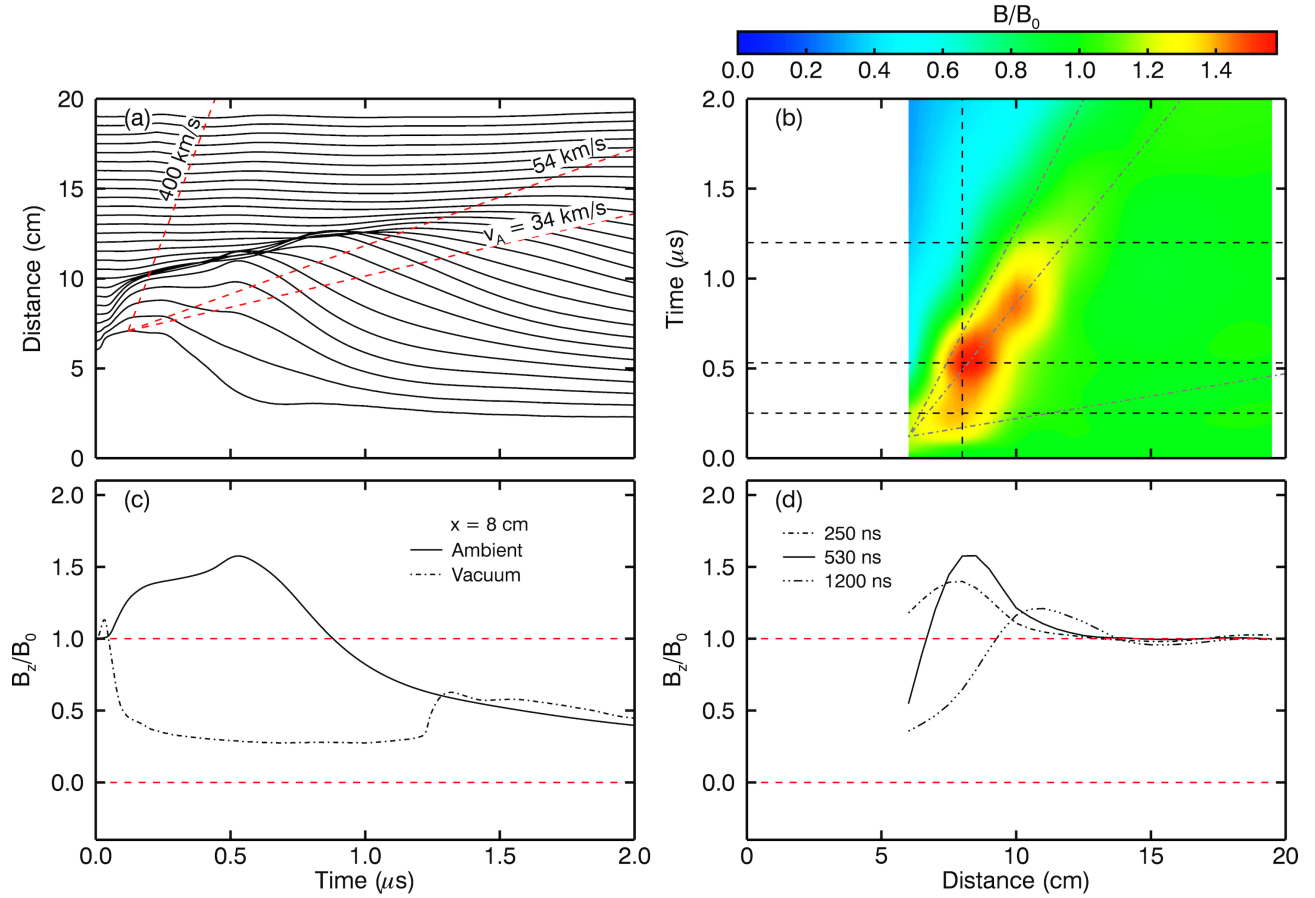 B/B0
0.0 0.2 0.4 0.6 0.8 1.0 1.2 1.4
(a)
400 km/s
54 km/s
vA = 34 km/s
20
15
10
5
0
Distance (cm)
(b)
2.0
1.5
1.0
0.5
0.0
Time (μs)
(c)
x = 8 cm
Ambient
Vacuum
2.0
1.5
1.0
0.5
0.0
Bz/B0
0.0 0.5 1.0 1.5 2.0
Time (μs)
(d)
250 ns
530 ns
1200 ns
2.0
1.5
1.0
0.5
0.0
Bz/B0
0 5 10 15 20
Distance (cm)